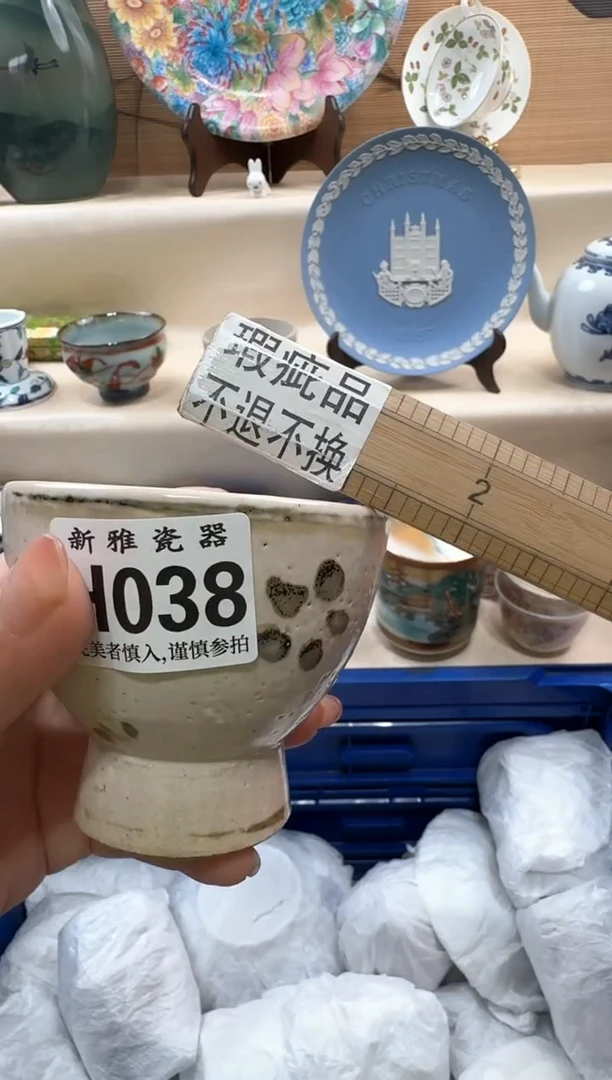 CHRISTMAS
瑕疵品
不退不换
2
新雅瓷器
H038
完美者慎入,谨慎参拍